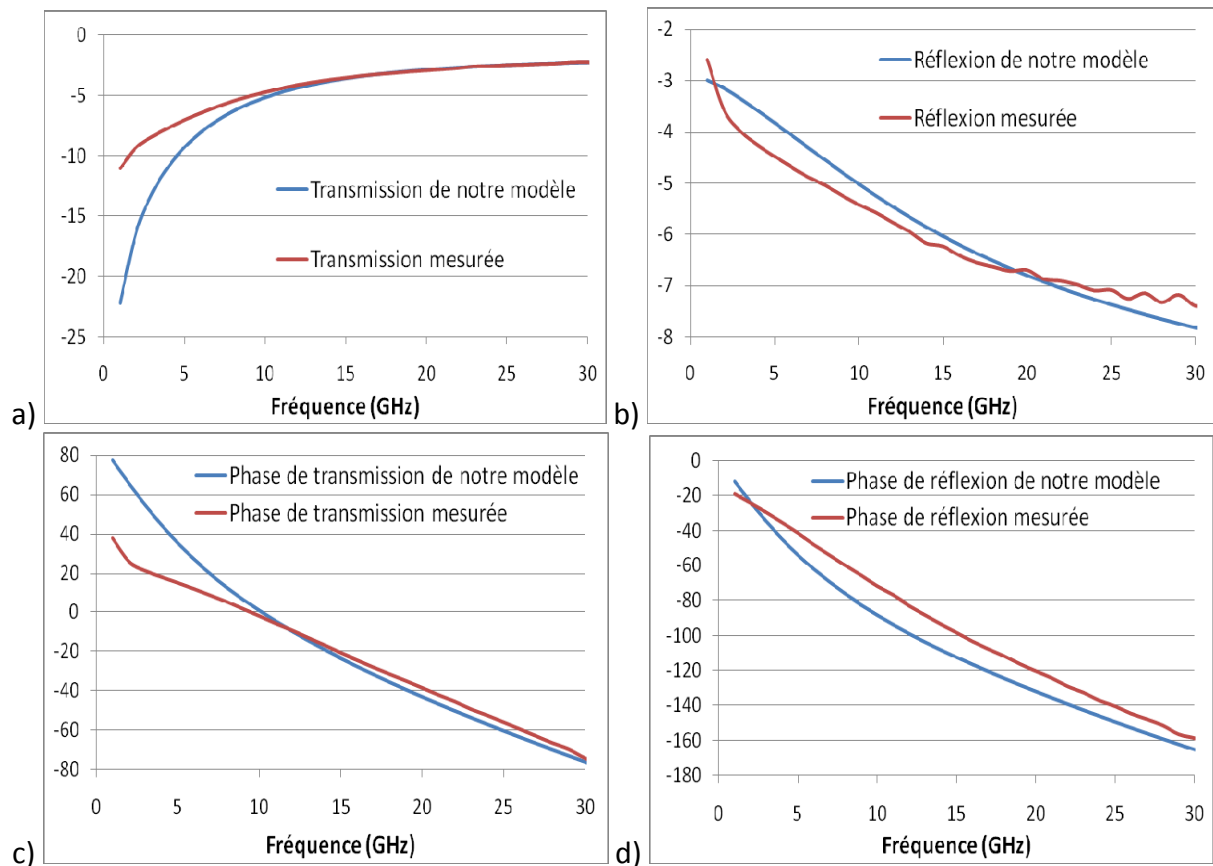 0
-5
-10
-15
-20
-25
Transmission de notre modèle
Transmission mesurée
0 5 10 15 20 25 30
Fréquence (GHz)
a)
-2
-3
-4
-5
-6
-7
-8
Réflexion de notre modèle
Réflexion mesurée
0 5 10 15 20 25 30
Fréquence (GHz)
b)
80
60
40
20
0
-20
-40
-60
-80
Phase de transmission de notre modèle
Phase de transmission mesurée
0 5 10 15 20 25 30
Fréquence (GHz)
c)
0
-20
-40
-60
-80
-100
-120
-140
-160
-180
Phase de réflexion de notre modèle
Phase de réflexion mesurée
0 5 10 15 20 25 30
Fréquence (GHz)
d)